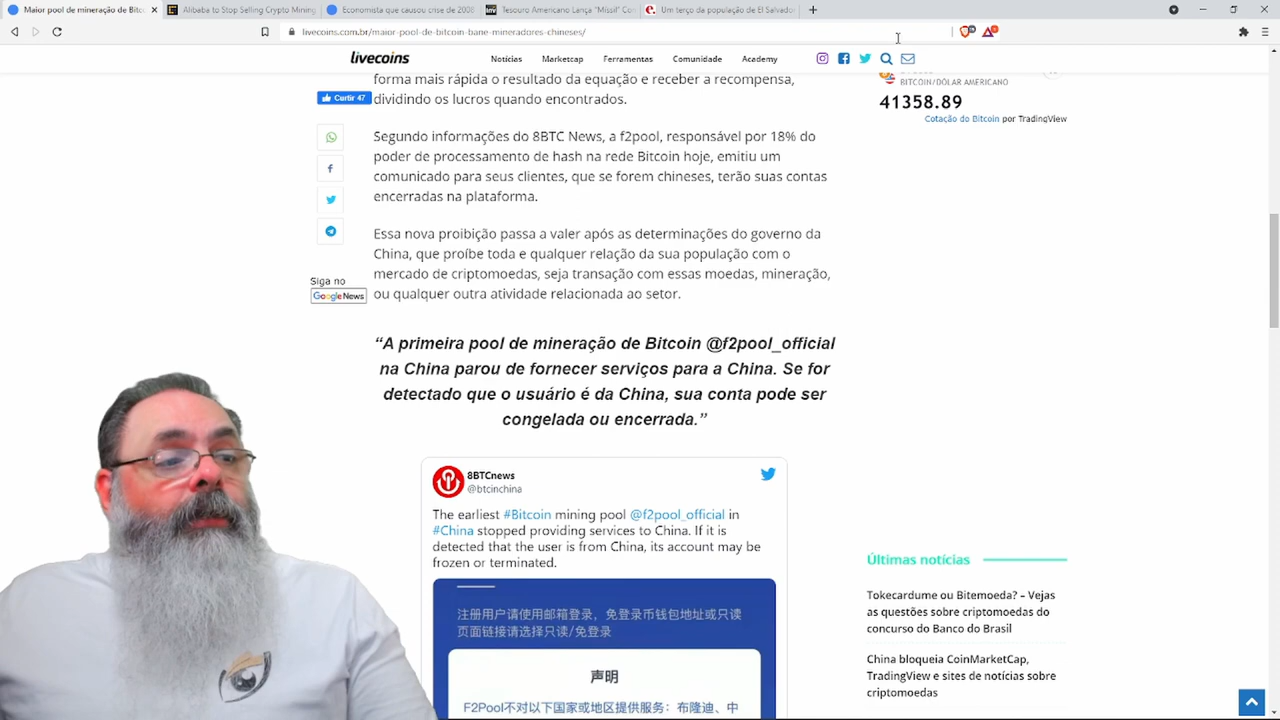 Maior pool de mineração de Bitc
Alibaba to Stop Selling Crypto Mining
Economista que causou crise de 2008
Tesouro Americano Lança "Míssil" Con
Um terço da população de El Salvador
livecoins.com.br/maior-pool-de-bitcoin-bane-mineradores-chineses/
livecoins
Notícias
Marketcap
Ferramentas
Comunidade
Academy
forma mais rápida o resultado da equação e receber a recompensa,
dividindo os lucros quando encontrados.
Curtir 47
Segundo informações do 8BTC News, a f2pool, responsável por 18% do
poder de processamento de hash na rede Bitcoin hoje, emitiu um
comunicado para seus clientes, que se forem chineses, terão suas contas
encerradas na plataforma.
Essa nova proibição passa a valer após as determinações do governo da
China, que proíbe toda e qualquer relação da sua população com o
mercado de criptomoedas, seja transação com essas moedas, mineração,
ou qualquer outra atividade relacionada ao setor.
Siga no
Google News
“A primeira pool de mineração de Bitcoin @f2pool_official
na China parou de fornecer serviços para a China. Se for
detectado que o usuário é da China, sua conta pode ser
congelada ou encerrada.”
8BTCnews
@btcinchina
The earliest #Bitcoin mining pool @f2pool_official in
#China stopped providing services to China. If it is
detected that the user is from China, its account may be
frozen or terminated.
注册用户请使用邮箱登录，免登录币钱包地址或只读
页面链接请选择只读/免登录
声明
F2Pool不对以下国家或地区提供服务：布隆迪、中
BITCOIN/DÓLAR AMERICANO
41358.89
Cotação do Bitcoin por TradingView
Últimas notícias
Tokecardume ou Bitemoeda? – Vejas
as questões sobre criptomoedas do
concurso do Banco do Brasil
China bloqueia CoinMarketCap,
TradingView e sites de notícias sobre
criptomoedas